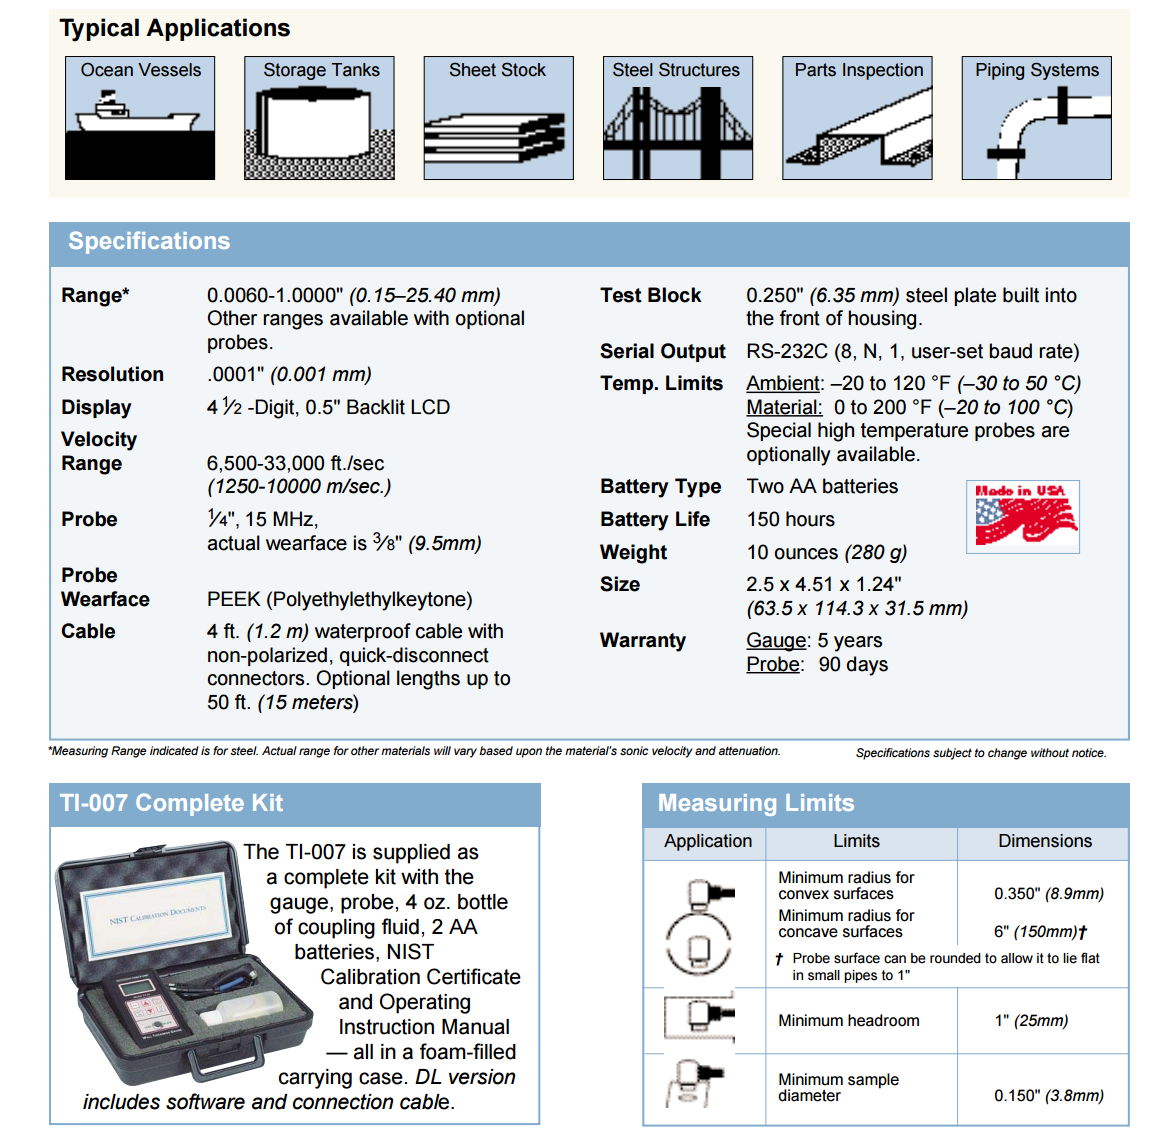 Typical Applications
Ocean Vessels
Storage Tanks
Sheet Stock
Steel Structures
Parts Inspection
Piping Systems
Specifications
Range* 0.0060-1.0000" (0.15–25.40 mm)
Other ranges available with optional
probes.
Resolution .0001" (0.001 mm)
Display 4 1/2 -Digit, 0.5" Backlit LCD
Velocity
Range 6,500-33,000 ft./sec
(1250-10000 m/sec.)
Probe 1/4", 15 MHz,
actual wearface is 3/8" (9.5mm)
Probe
Wearface PEEK (Polyethylethylkeytone)
Cable 4 ft. (1.2 m) waterproof cable with
non-polarized, quick-disconnect
connectors. Optional lengths up to
50 ft. (15 meters)
Test Block 0.250" (6.35 mm) steel plate built into
the front of housing.
Serial Output RS-232C (8, N, 1, user-set baud rate)
Temp. Limits Ambient: –20 to 120 °F (–30 to 50 °C)
Material: 0 to 200 °F (–20 to 100 °C)
Special high temperature probes are
optionally available.
Battery Type Two AA batteries
Battery Life 150 hours
Weight 10 ounces (280 g)
Size 2.5 x 4.51 x 1.24"
(63.5 x 114.3 x 31.5 mm)
Warranty Gauge: 5 years
Probe: 90 days
Made in USA
*Measuring Range indicated is for steel. Actual range for other materials will vary based upon the material's sonic velocity and attenuation.
Specifications subject to change without notice.
TI-007 Complete Kit
NIST Calibration Documents
The TI-007 is supplied as
a complete kit with the
gauge, probe, 4 oz. bottle
of coupling fluid, 2 AA
batteries, NIST
Calibration Certificate
and Operating
Instruction Manual
— all in a foam-filled
carrying case. DL version
includes software and connection cable.
Measuring Limits
Application Limits Dimensions
Minimum radius for
convex surfaces 0.350" (8.9mm)
Minimum radius for
concave surfaces 6" (150mm)†
† Probe surface can be rounded to allow it to lie flat
in small pipes to 1"
Minimum headroom 1" (25mm)
Minimum sample
diameter 0.150" (3.8mm)